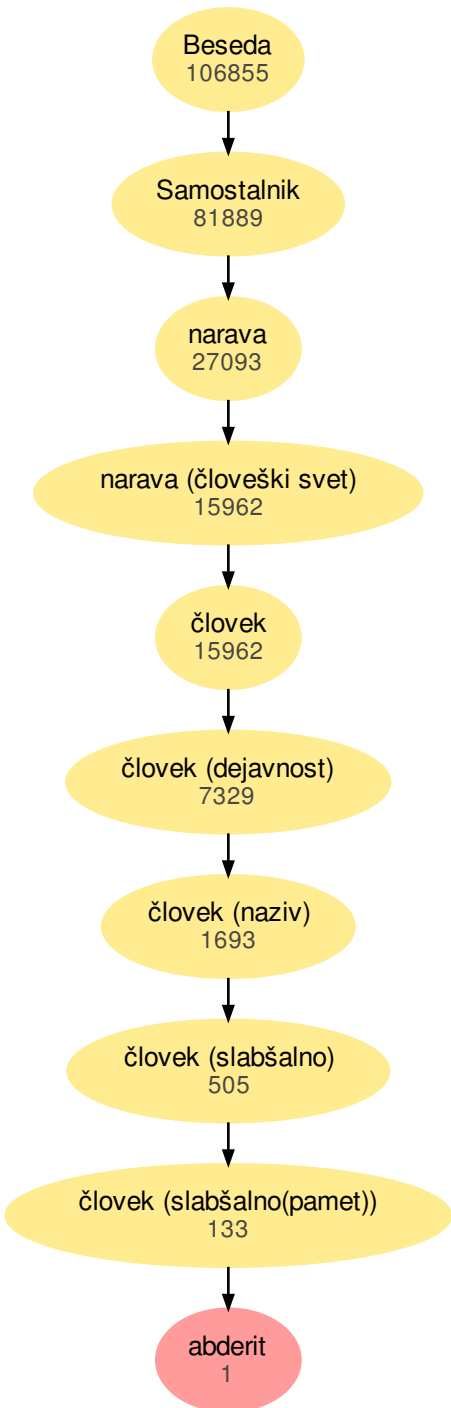 Beseda
106855
Samostalnik
81889
narava
27093
narava (človeški svet)
15962
človek
15962
človek (dejavnost)
7329
človek (naziv)
1693
človek (slabšalno)
505
človek (slabšalno(pamet))
133
abderit
1